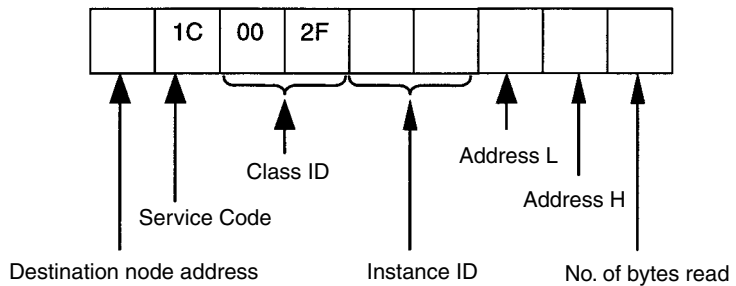 1C 00 2F
Address L
Class ID
Address H
Service Code
Destination node address Instance ID No. of bytes read